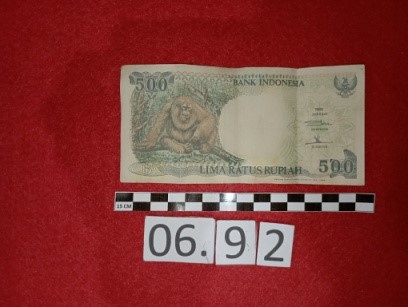 500
BANK INDONESIA
LIMA RATUS RUPIAH
500
15 CM
06.92